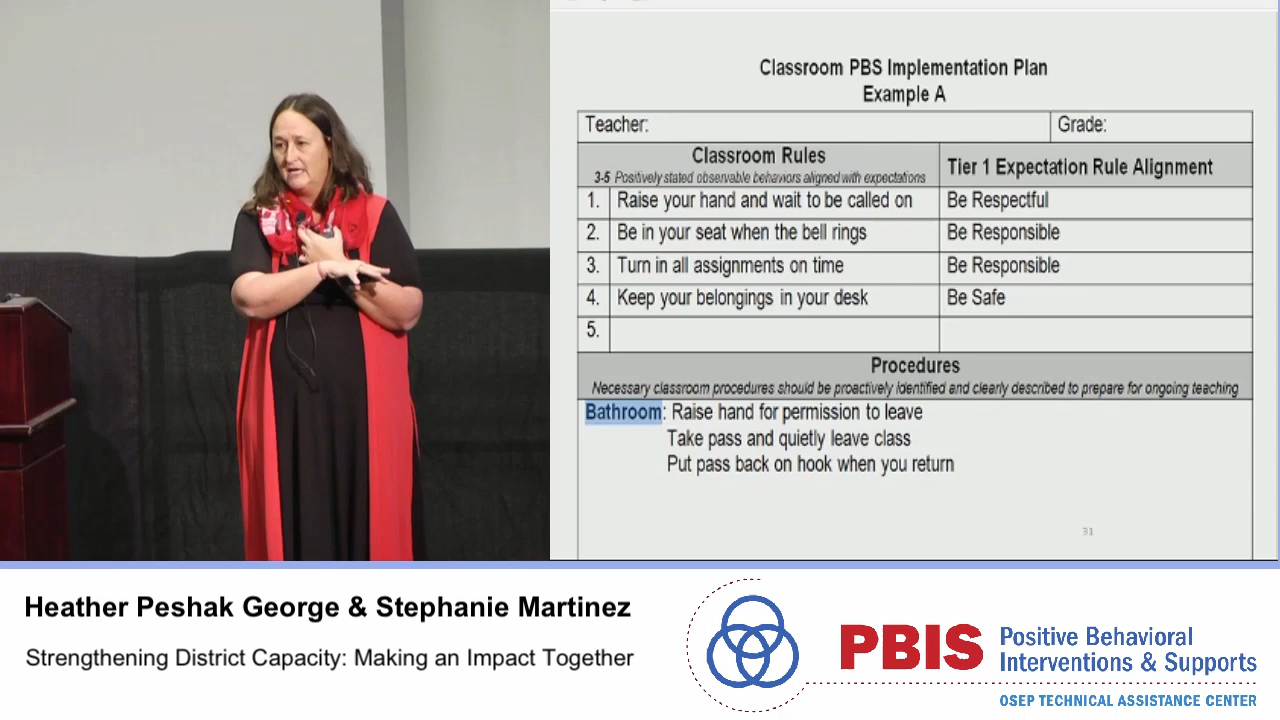 Classroom PBS Implementation Plan
Example A
Teacher:
Grade:
Classroom Rules
3-5 Positively stated observable behaviors aligned with expectations
Tier 1 Expectation Rule Alignment
1. Raise your hand and wait to be called on
Be Respectful
2. Be in your seat when the bell rings
Be Responsible
3. Turn in all assignments on time
Be Responsible
4. Keep your belongings in your desk
Be Safe
5.
Procedures
Necessary classroom procedures should be proactively identified and clearly described to prepare for ongoing teaching
Bathroom: Raise hand for permission to leave
Take pass and quietly leave class
Put pass back on hook when you return
31
Heather Peshak George & Stephanie Martinez
Strengthening District Capacity: Making an Impact Together
PBIS
Positive Behavioral
Interventions & Supports
OSEP TECHNICAL ASSISTANCE CENTER